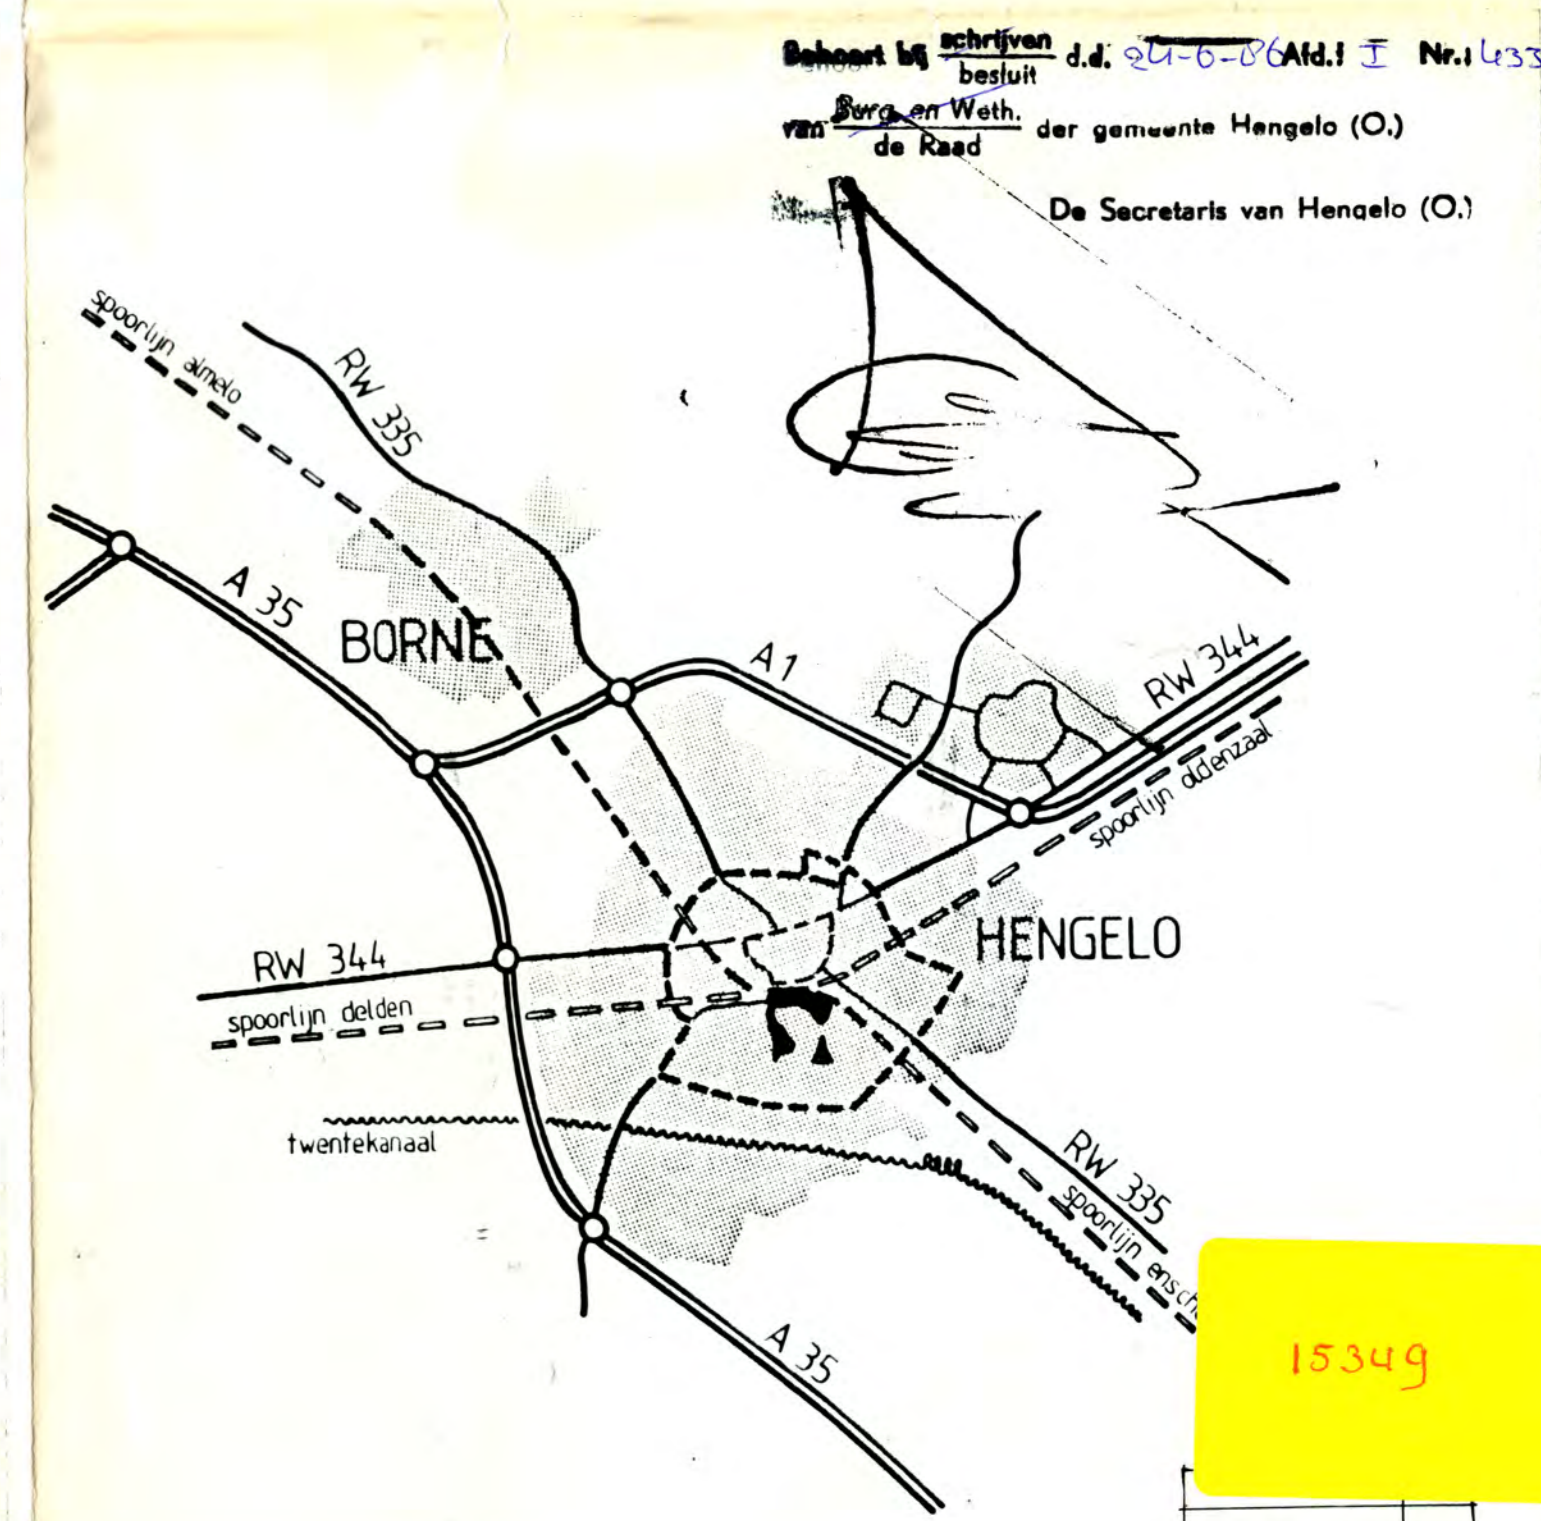 Behoort bij schrijven d.d. 24-6-86 Afd.: I Nr.: 433
besluit
van Burg en Weth. der gemeente Hengelo (O.)
de Raad
De Secretaris van Hengelo (O.)
spoorlijn almelo
RW 335
A 35
BORNE
A 1
RW 344
spoorlijn oldenzaal
HENGELO
RW 344
spoorlijn delden
twentekanaal
RW 335
spoorlijn ensch
A 35
15349